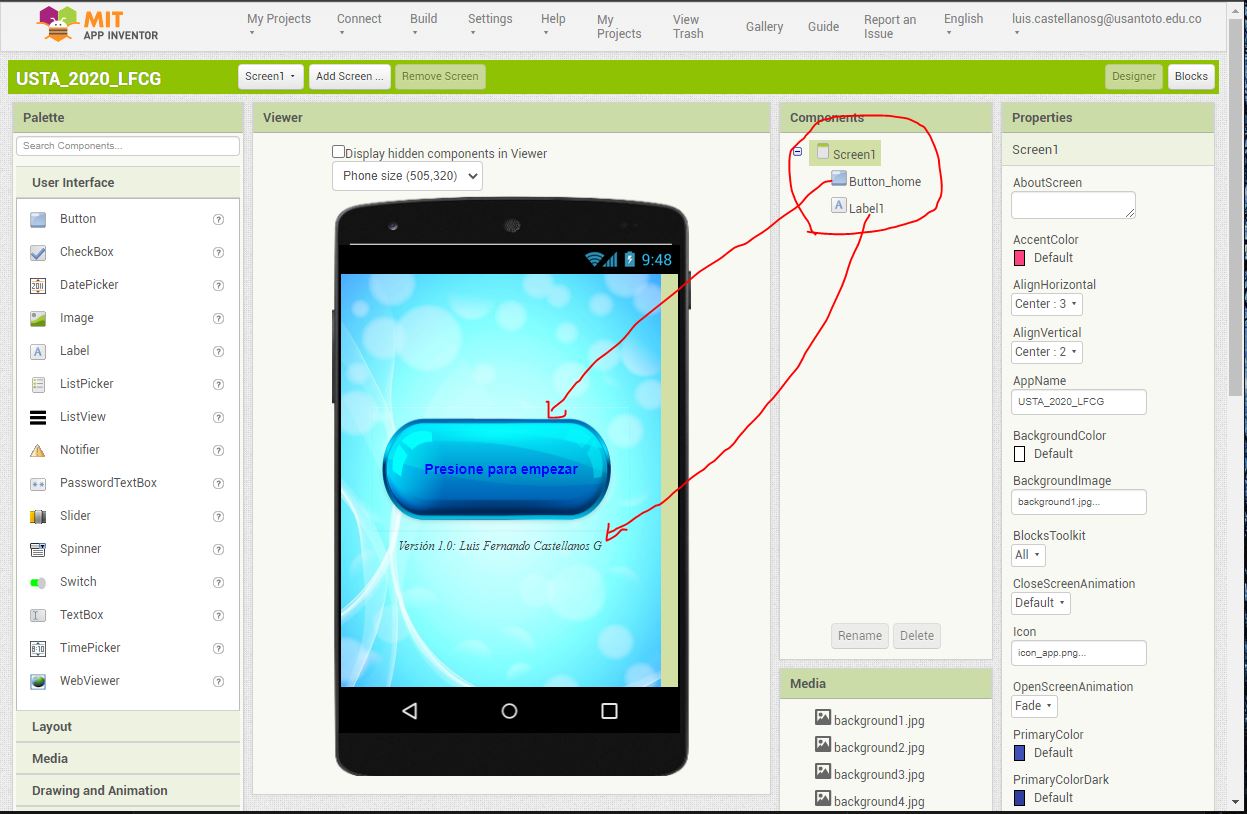 MIT
APP INVENTOR
My Projects
Connect
Build
Settings
Help
My Projects
View Trash
Gallery
Guide
Report an Issue
English
luis.castellanosg@usantoto.edu.co
USTA_2020_LFCG
Screen1
Add Screen ...
Remove Screen
Designer
Blocks
Palette
Search Components...
User Interface
Button
CheckBox
DatePicker
Image
Label
ListPicker
ListView
Notifier
PasswordTextBox
Slider
Spinner
Switch
TextBox
TimePicker
WebViewer
Layout
Media
Drawing and Animation
Viewer
Display hidden components in Viewer
Phone size (505,320)
9:48
Presione para empezar
Versión 1.0: Luis Fernando Castellanos G
Components
Screen1
Button_home
Label1
Rename
Delete
Media
background1.jpg
background2.jpg
background3.jpg
background4.jpg
Properties
Screen1
AboutScreen
AccentColor
Default
AlignHorizontal
Center : 3
AlignVertical
Center : 2
AppName
USTA_2020_LFCG
BackgroundColor
Default
BackgroundImage
background1.jpg...
BlocksToolkit
All
CloseScreenAnimation
Default
Icon
icon_app.png...
OpenScreenAnimation
Fade
PrimaryColor
Default
PrimaryColorDark
Default